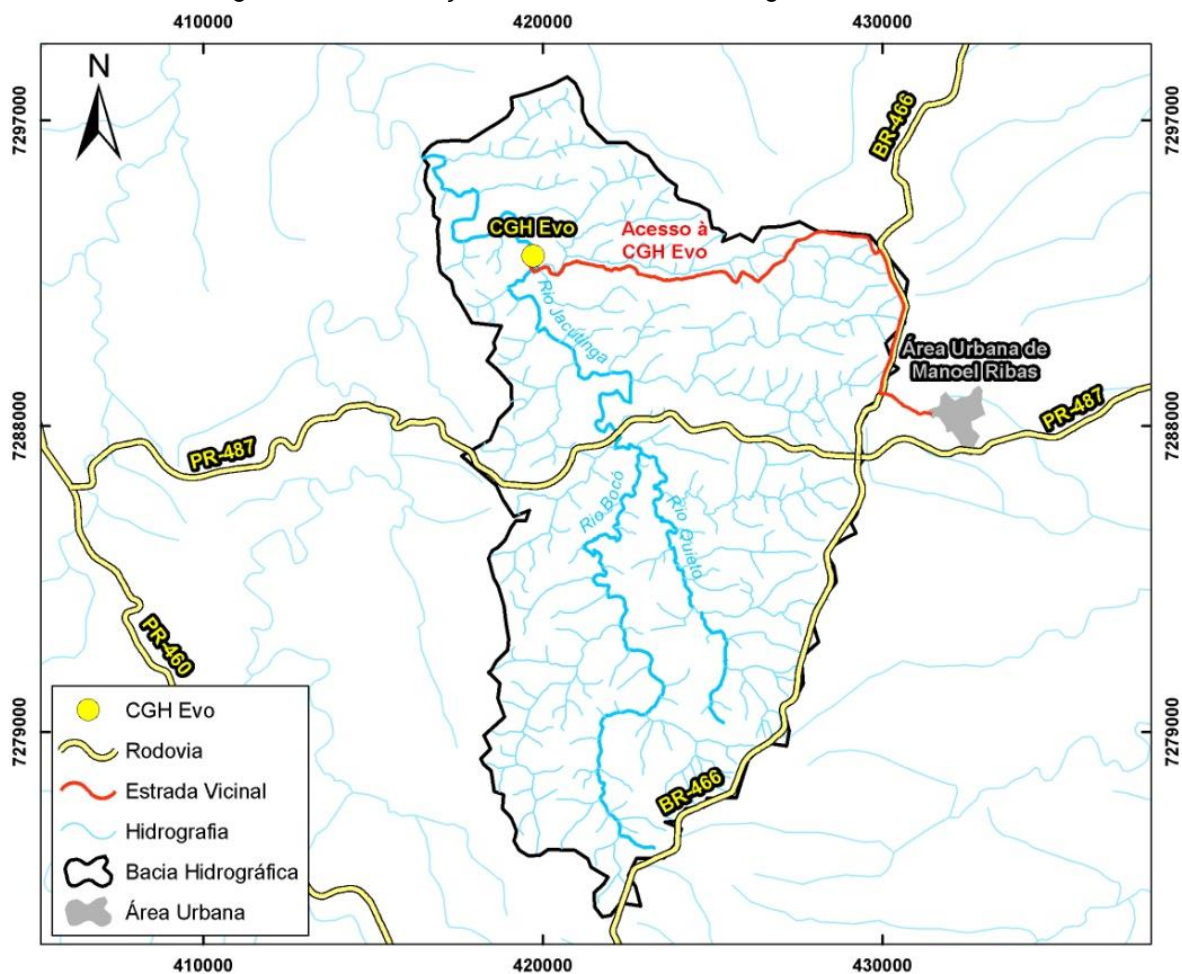 410000
420000
430000
N
7297000
7297000
BR-466
CGH Evo
Acesso à
CGH Evo
Rio Jacutinga
Área Urbana de
Manoel Ribas
7288000
7288000
PR-487
PR-487
Rio Bocó
Rio Quieto
PR-460
7279000
7279000
BR-466
CGH Evo
Rodovia
Estrada Vicinal
Hidrografia
Bacia Hidrográfica
Área Urbana
410000
420000
430000